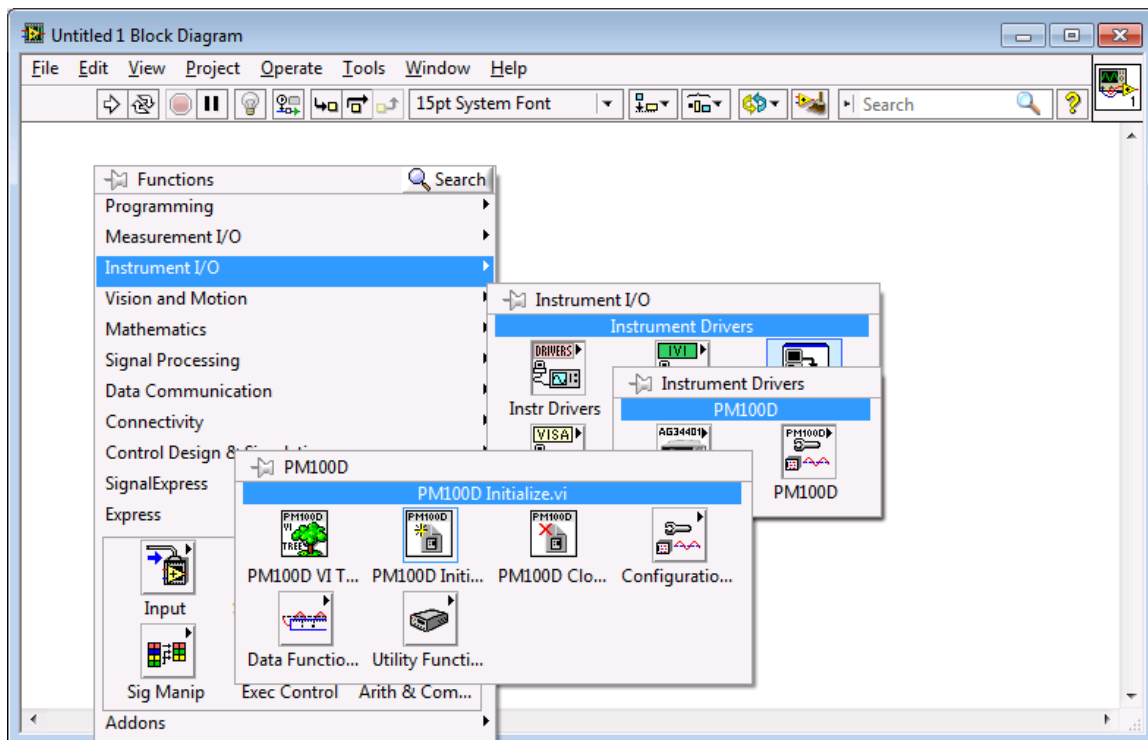 Untitled 1 Block Diagram
File Edit View Project Operate Tools Window Help
15pt System Font Search ? 1
Functions Search
Programming
Measurement I/O
Instrument I/O
Vision and Motion
Mathematics
Signal Processing
Data Communication
Connectivity
Control Design &
SignalExpress
Express
Input
Sig Manip Exec Control Arith & Com...
Addons
Instrument I/O
Instrument Drivers
DRIVERS IVI
Instr Drivers
VISA
Instrument Drivers
PM100D
AG34401 PM100D
PM100D
PM100D
PM100D Initialize.vi
PM100D VI TREE PM100D PM100D
PM100D VI T... PM100D Initi... PM100D Clo... Configuratio...
Data Functio... Utility Functi...